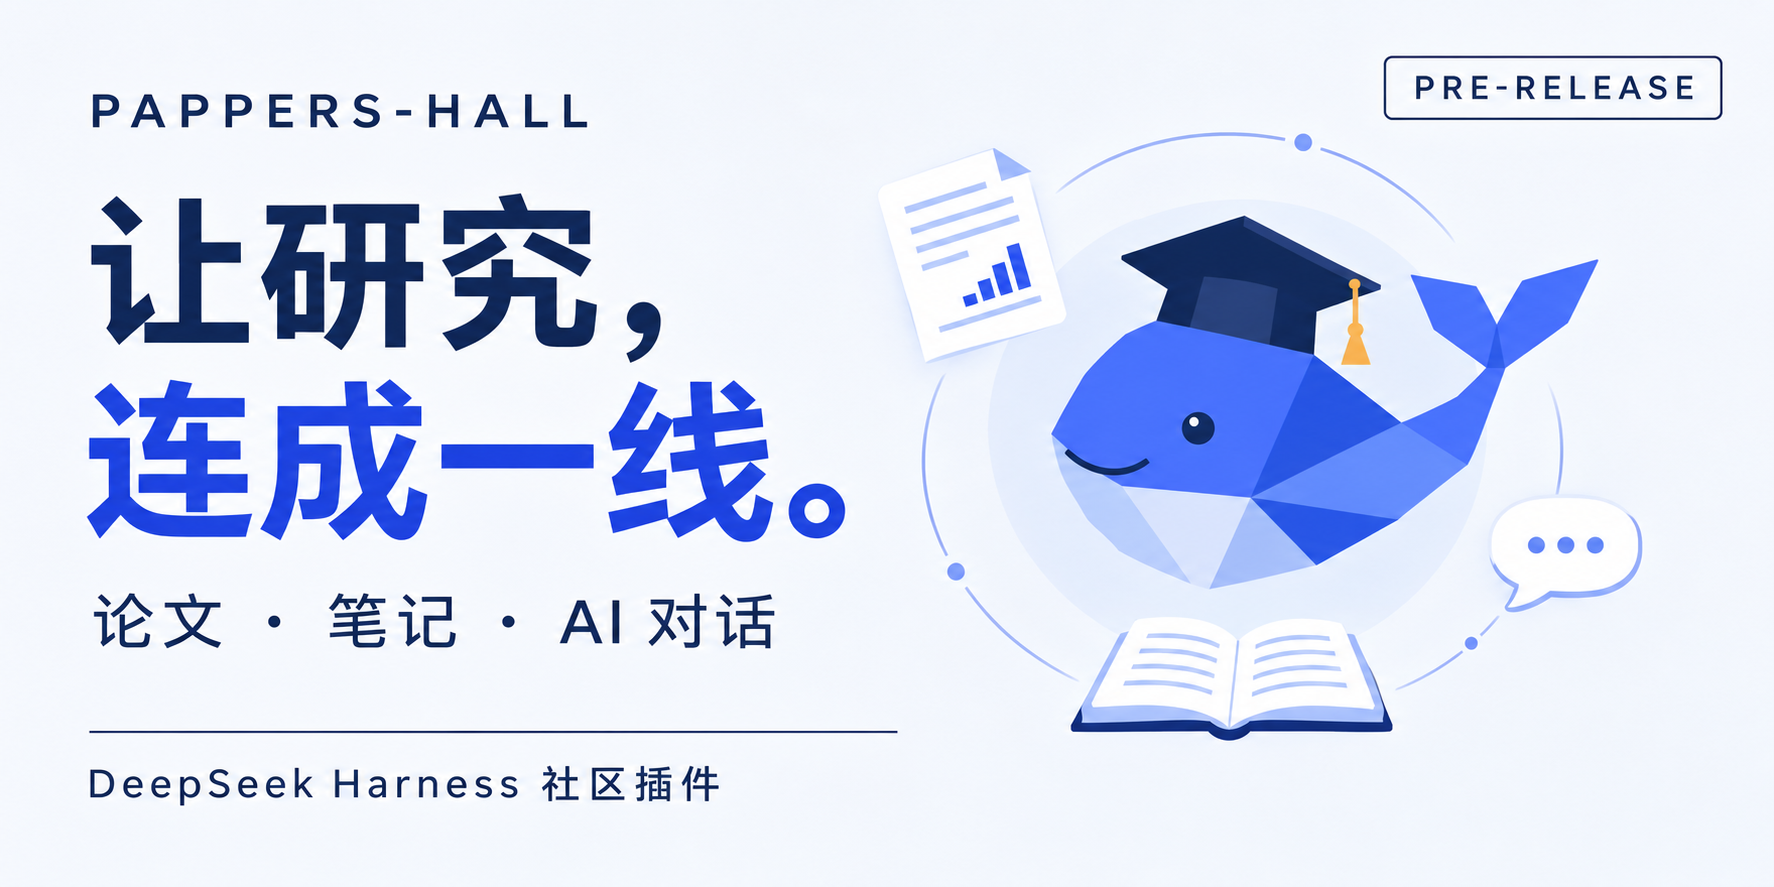 PAPPERS-HALL
PRE-RELEASE
让研究，
连成一线。
论文 · 笔记 · AI 对话
DeepSeek Harness 社区插件